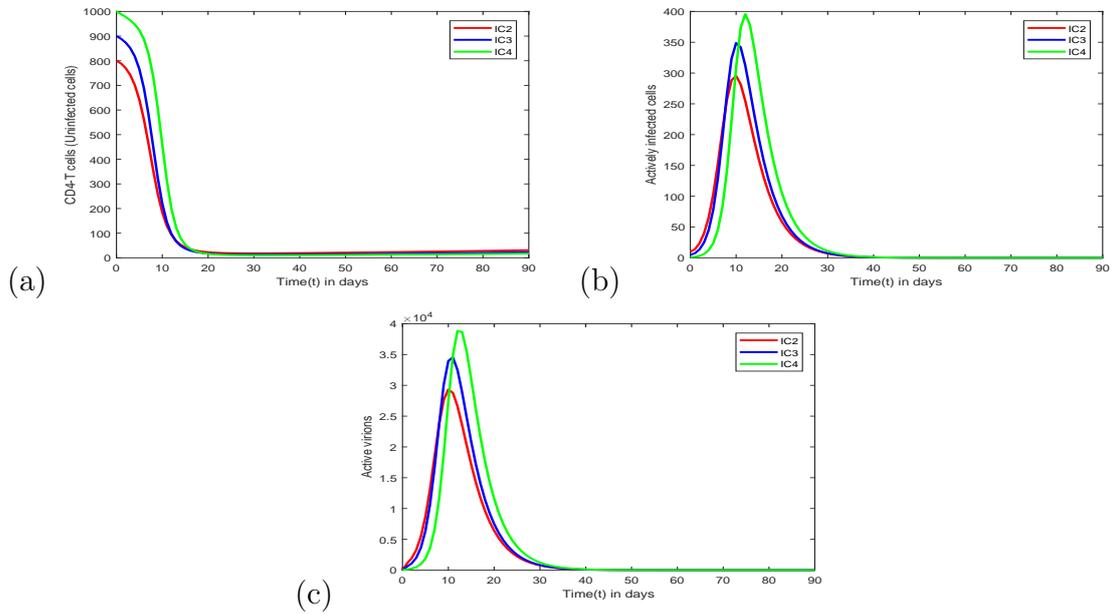 1000
900
800
700
600
500
400
300
200
100
0
CD4-T cells (Uninfected cells)
IC2
IC3
IC4
0 10 20 30 40 50 60 70 80 90
Time(t) in days
(a)
400
350
300
250
200
150
100
50
0
Actively infected cells
IC2
IC3
IC4
0 10 20 30 40 50 60 70 80 90
Time(t) in days
(b)
×10⁴
4
3.5
3
2.5
2
1.5
1
0.5
0
Active virions
IC2
IC3
IC4
0 10 20 30 40 50 60 70 80 90
Time(t) in days
(c)